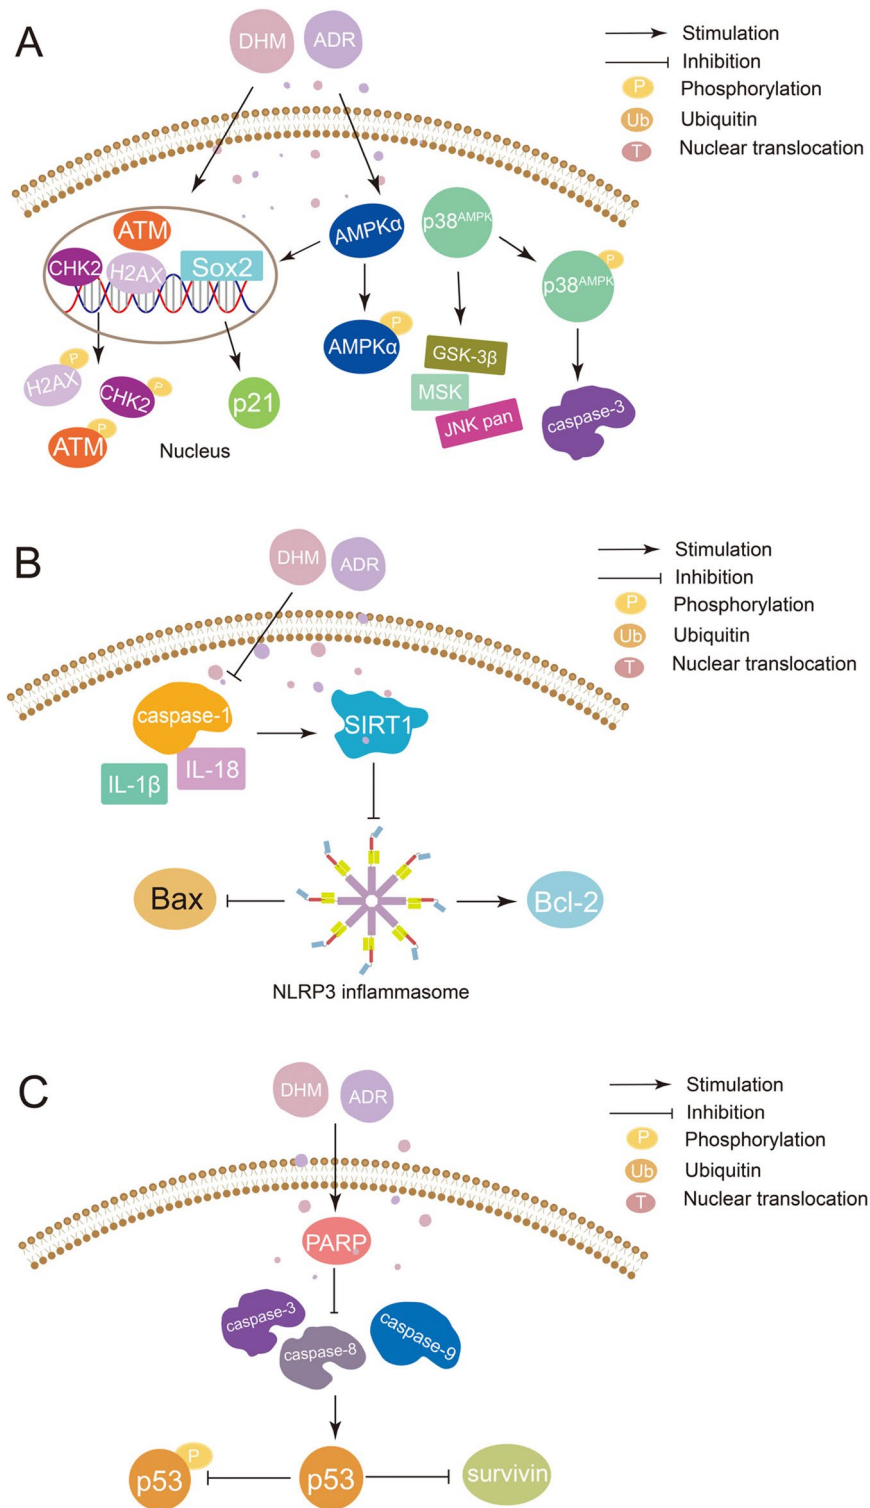 A
DHM
ADR
Stimulation
Inhibition
P Phosphorylation
Ub Ubiquitin
T Nuclear translocation
ATM
CHK2
H2AX
Sox2
AMPKα
p38AMPK
P
p38AMPK
P
AMPKα
GSK-3β
MSK
JNK pan
caspase-3
P
H2AX
P
CHK2
P
ATM
p21
Nucleus
B
DHM
ADR
Stimulation
Inhibition
P Phosphorylation
Ub Ubiquitin
T Nuclear translocation
caspase-1
SIRT1
IL-1β
IL-18
Bax
Bcl-2
NLRP3 inflammasome
C
DHM
ADR
Stimulation
Inhibition
P Phosphorylation
Ub Ubiquitin
T Nuclear translocation
PARP
caspase-3
caspase-8
caspase-9
P
p53
p53
survivin